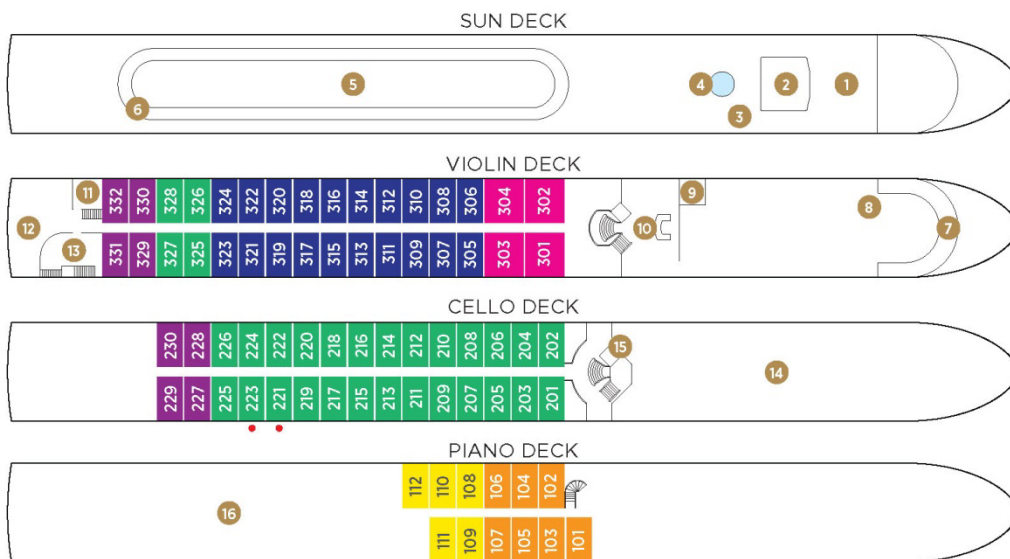 SUN DECK
5 4 2 1
6 3
VIOLIN DECK
11 332 330 328 326 324 322 320 318 316 314 312 310 308 306 304 302 9
8
12 10 7
13 331 329 327 325 323 321 319 317 315 313 311 309 307 305 303 301
CELLO DECK
230 228 226 224 222 220 218 216 214 212 210 208 206 204 202 15
14
229 227 225 223 221 219 217 215 213 211 209 207 205 203 201
PIANO DECK
112 110 108 106 104 102
16
111 109 107 105 103 101